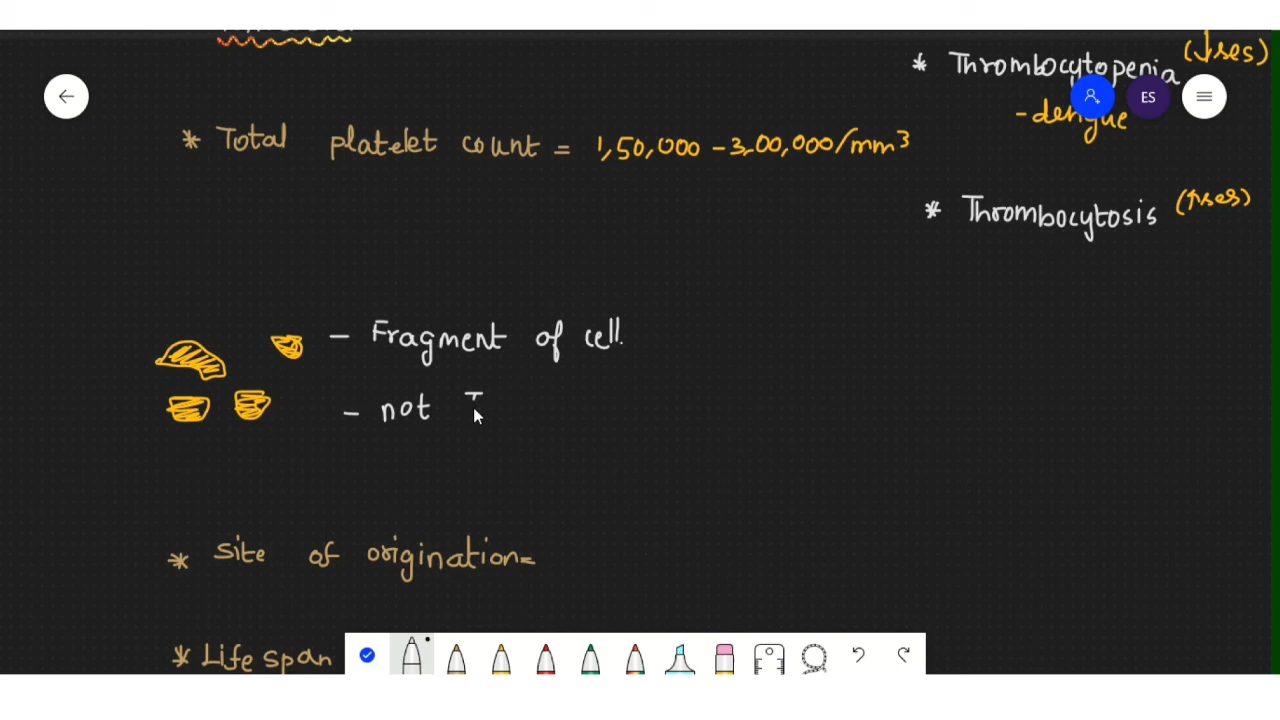 * Thrombocytopenia (↓ses)
- dengue
ES
* Total platelet count = 1,50,000 - 3,00,000/mm³
* Thrombocytosis (↑ses)
- Fragment of cell.
- not
* Site of origination=
* Life span